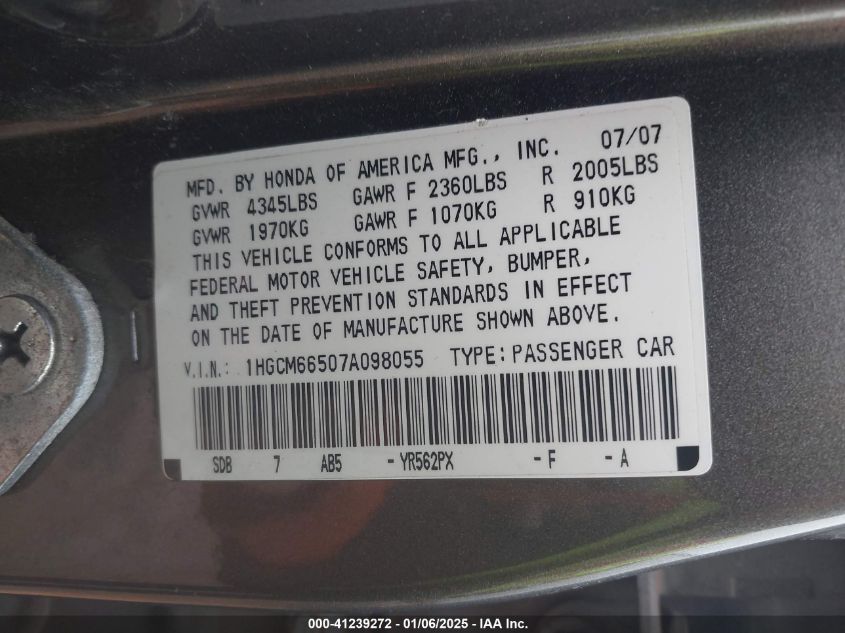 MFD. BY HONDA OF AMERICA MFG., INC. 07/07
GVWR 4345LBS GAWR F 2360LBS R 2005LBS
GVWR 1970KG GAWR F 1070KG R 910KG
THIS VEHICLE CONFORMS TO ALL APPLICABLE
FEDERAL MOTOR VEHICLE SAFETY, BUMPER,
AND THEFT PREVENTION STANDARDS IN EFFECT
ON THE DATE OF MANUFACTURE SHOWN ABOVE.
V.I.N.: 1HGCM66507A098055 TYPE: PASSENGER CAR
SDB 7 AB5 -YR562PX -F -A
000-41239272 - 01/06/2025 - IAA Inc.